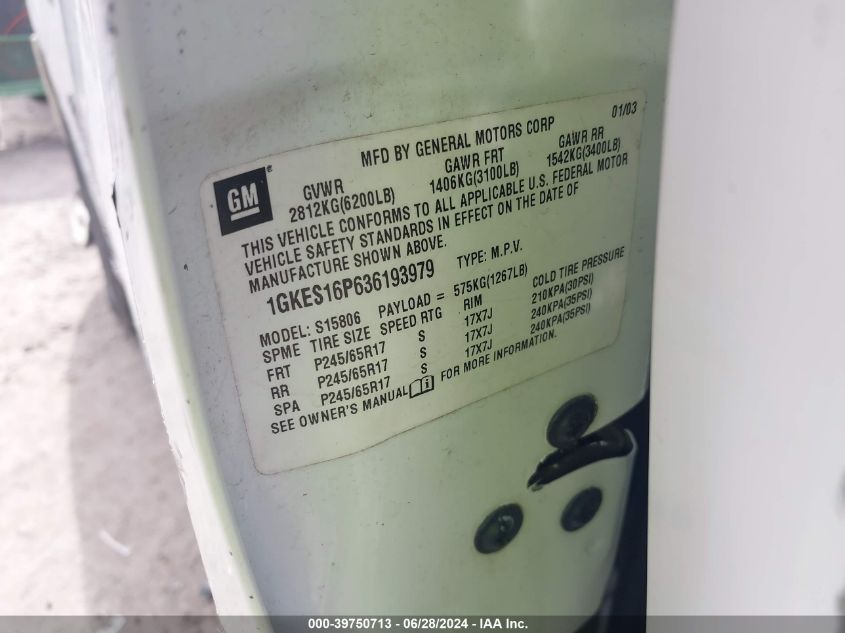 01/03
MFD BY GENERAL MOTORS CORP
GM®
GVWR GAWR FRT GAWR RR
2812KG(6200LB) 1406KG(3100LB) 1542KG(3400LB)
THIS VEHICLE CONFORMS TO ALL APPLICABLE U.S. FEDERAL MOTOR
VEHICLE SAFETY STANDARDS IN EFFECT ON THE DATE OF
MANUFACTURE SHOWN ABOVE.
1GKES16P636193979 TYPE: M.P.V.
MODEL: S15806 PAYLOAD = 575KG(1267LB)
SPME TIRE SIZE SPEED RTG RIM COLD TIRE PRESSURE
FRT P245/65R17 S 17X7J 210KPA(30PSI)
RR P245/65R17 S 17X7J 240KPA(35PSI)
SPA P245/65R17 S 17X7J 240KPA(35PSI)
SEE OWNER'S MANUAL FOR MORE INFORMATION.
000-39750713 - 06/28/2024 - IAA Inc.